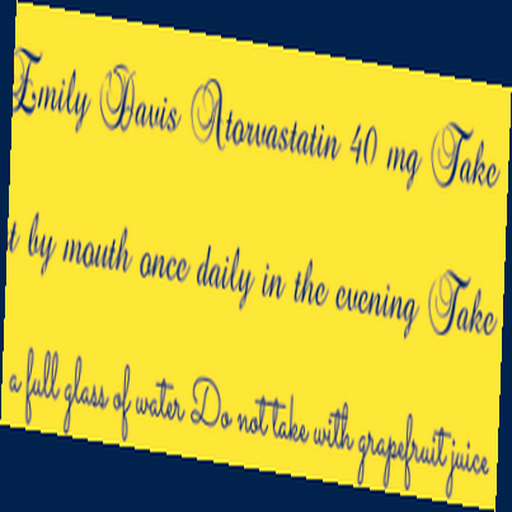 Emily Davis Atorvastatin 40 mg Take
t by mouth once daily in the evening Take
a full glass of water Do not take with grapefruit juice